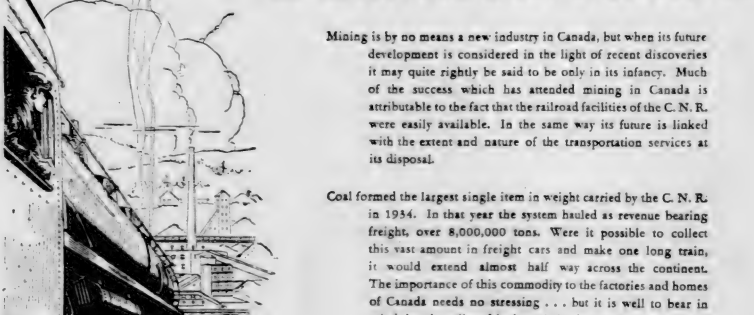 Mining is by no means a new industry in Canada, but when its future
development is considered in the light of recent discoveries
it may quite rightly be said to be only in its infancy. Much
of the success which has attended mining in Canada is
attributable to the fact that the railroad facilities of the C. N. R.
were easily available. In the same way its future is linked
with the extent and nature of the transportation services at
its disposal.
Coal formed the largest single item in weight carried by the C. N. R.
in 1934. In that year the system hauled as revenue bearing
freight, over 8,000,000 tons. Were it possible to collect
this vast amount in freight cars and make one long train,
it would extend almost half way across the continent.
The importance of this commodity to the factories and homes
of Canada needs no stressing . . . but it is well to bear in